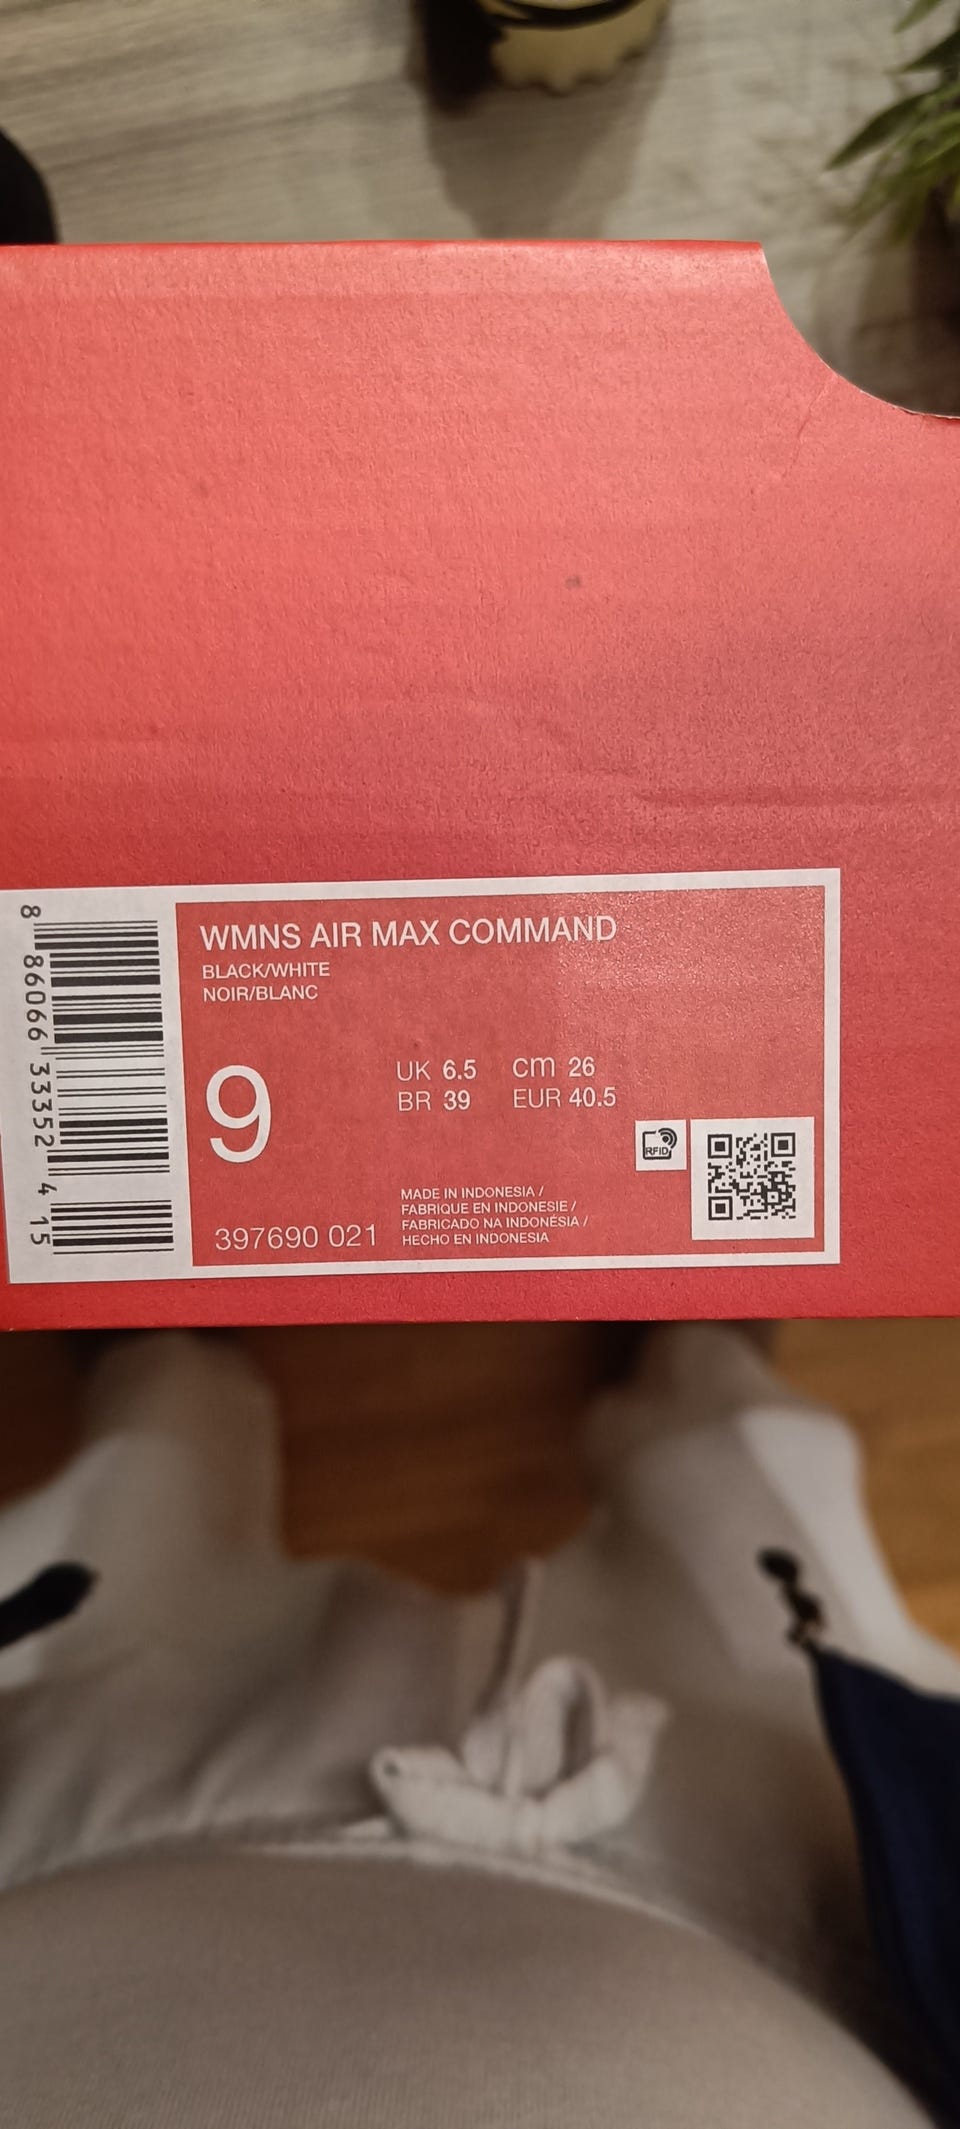 WMNS AIR MAX COMMAND
BLACK/WHITE
NOIR/BLANC
9
UK 6.5 cm 26
BR 39 EUR 40.5
RFID
MADE IN INDONESIA /
FABRIQUE EN INDONESIE /
FABRICADO NA INDONÉSIA /
HECHO EN INDONESIA
397690 021
8 86066 33352 4 15